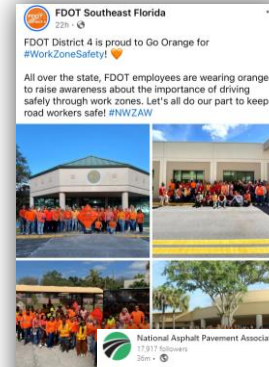 FDOT Southeast Florida
22h
FDOT District 4 is proud to Go Orange for
#WorkZoneSafety! 🧡
All over the state, FDOT employees are wearing orange
to raise awareness about the importance of driving
safely through work zones. Let's all do our part to keep
road workers safe! #NWZAW
National Asphalt Pavement Associat
17,917 followers
36m